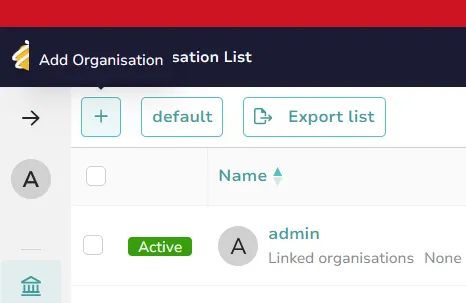 Add Organisation
sation List
+
default
Export list
A
Name
Active
A
admin
Linked organisations None